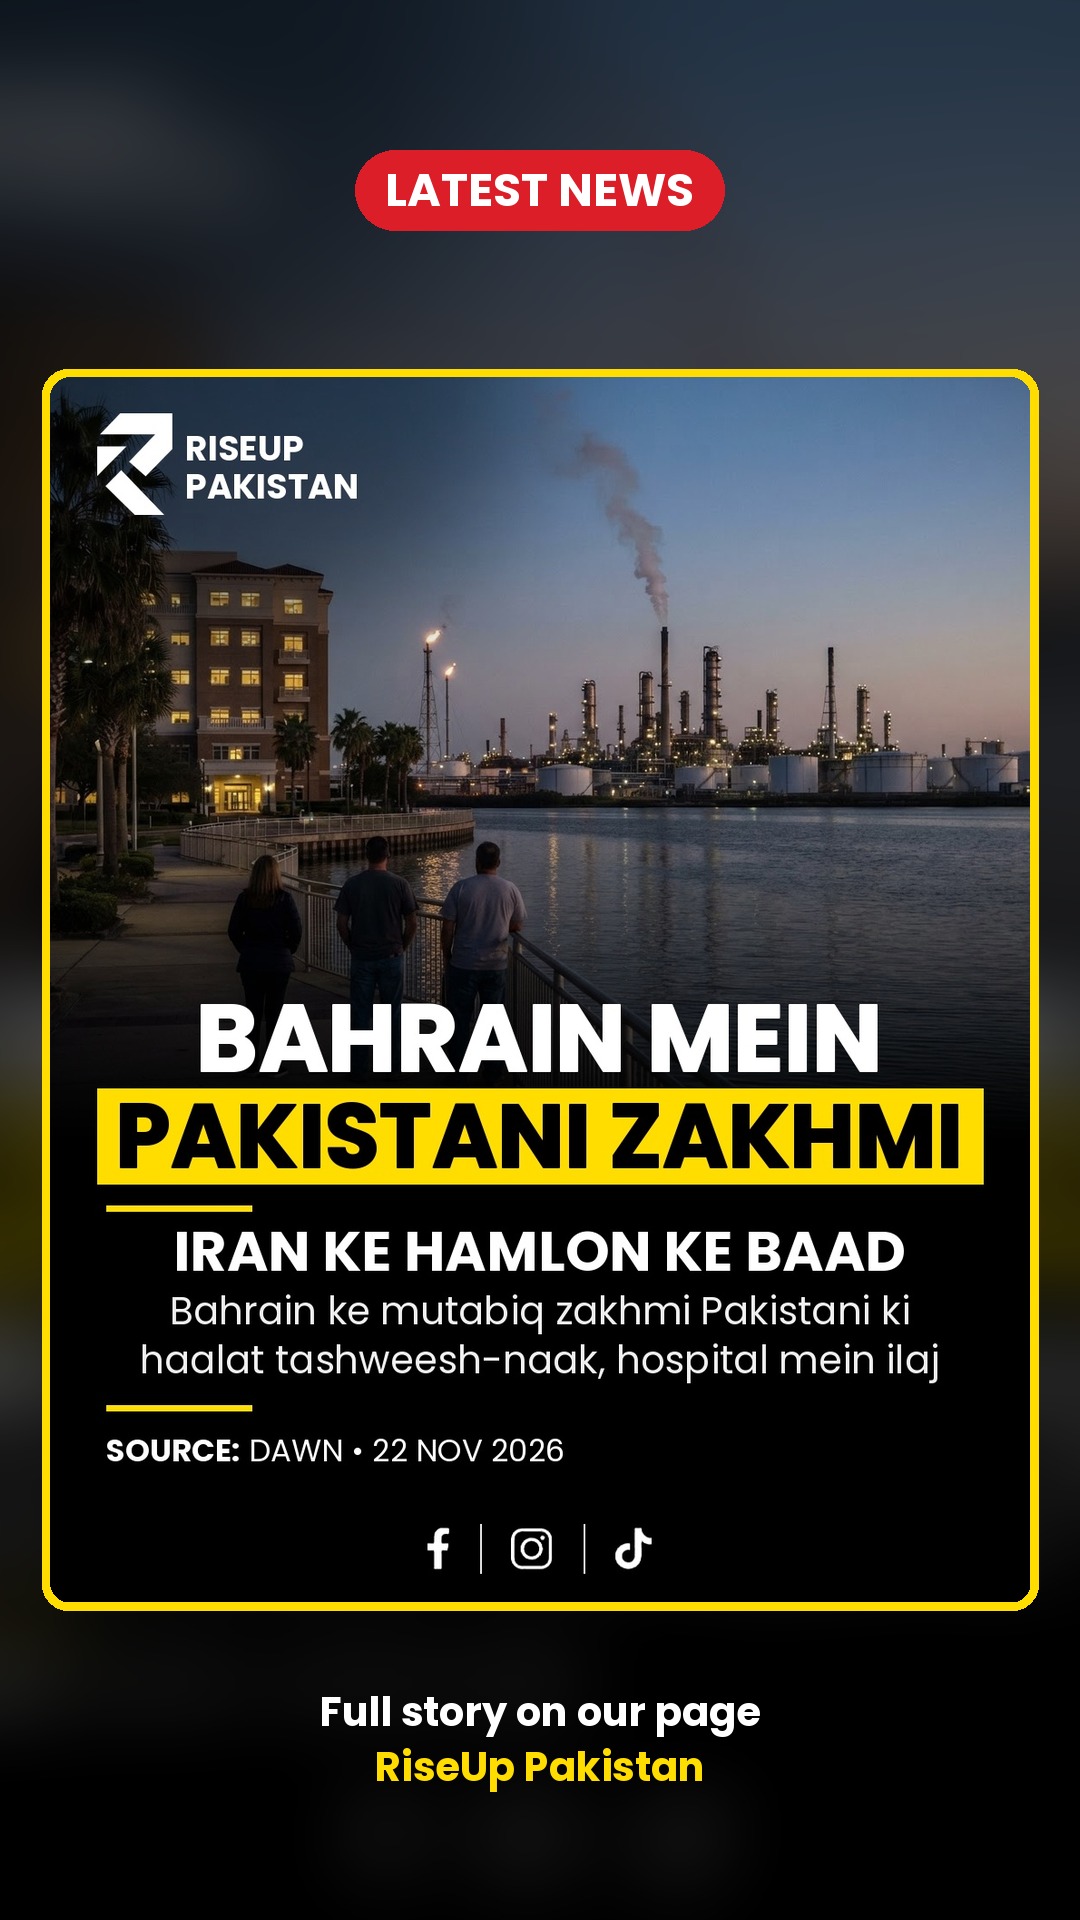 LATEST NEWS
RISEUP
PAKISTAN
BAHRAIN MEIN
PAKISTANI ZAKHMI
IRAN KE HAMLON KE BAAD
Bahrain ke mutabiq zakhmi Pakistani ki
haalat tashweesh-naak, hospital mein ilaj
SOURCE: DAWN • 22 NOV 2026
Full story on our page
RiseUp Pakistan